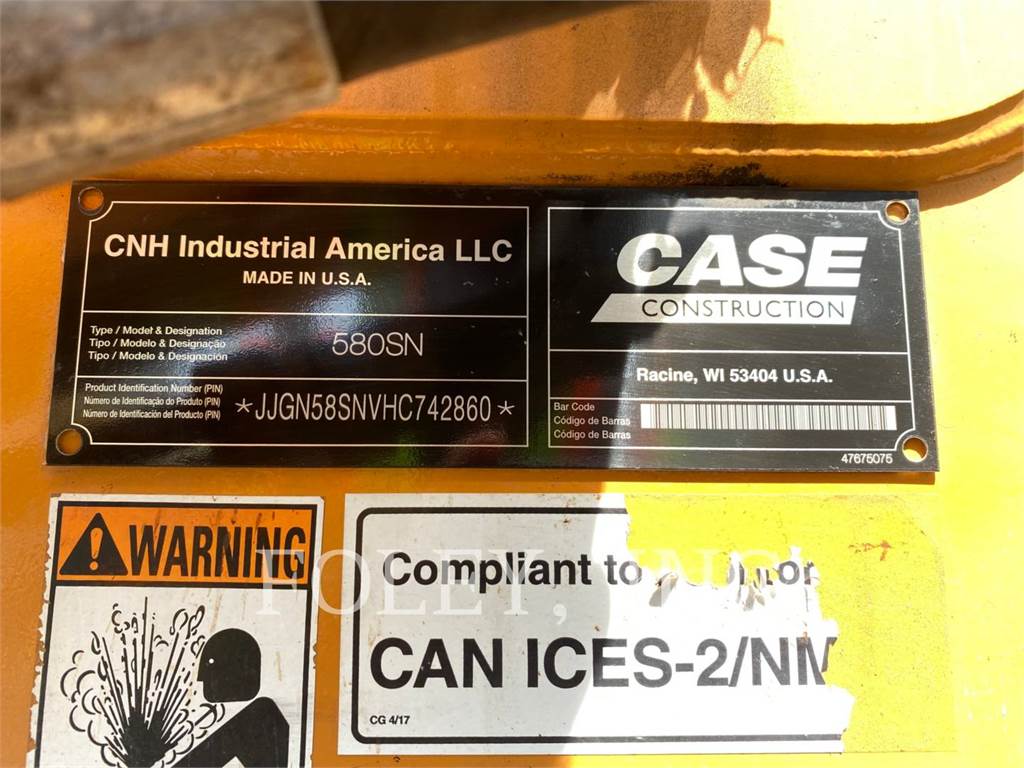 CNH Industrial America LLC
MADE IN U.S.A.
Type / Model & Designation
Tipo / Modelo & Designação
Tipo / Modelo & Designación
580SN
Product Identification Number (PIN)
Número de Identificação do Produto (PIN)
Número de Identificación del Producto (PIN)
*JJGN58SNVHC742860*
CASE
CONSTRUCTION
Racine, WI 53404 U.S.A.
Bar Code
Código de Barras
Código de Barras
47675075
WARNING
Compliant to
CAN ICES-2/NM
CG 4/17
FOLEY, INC.